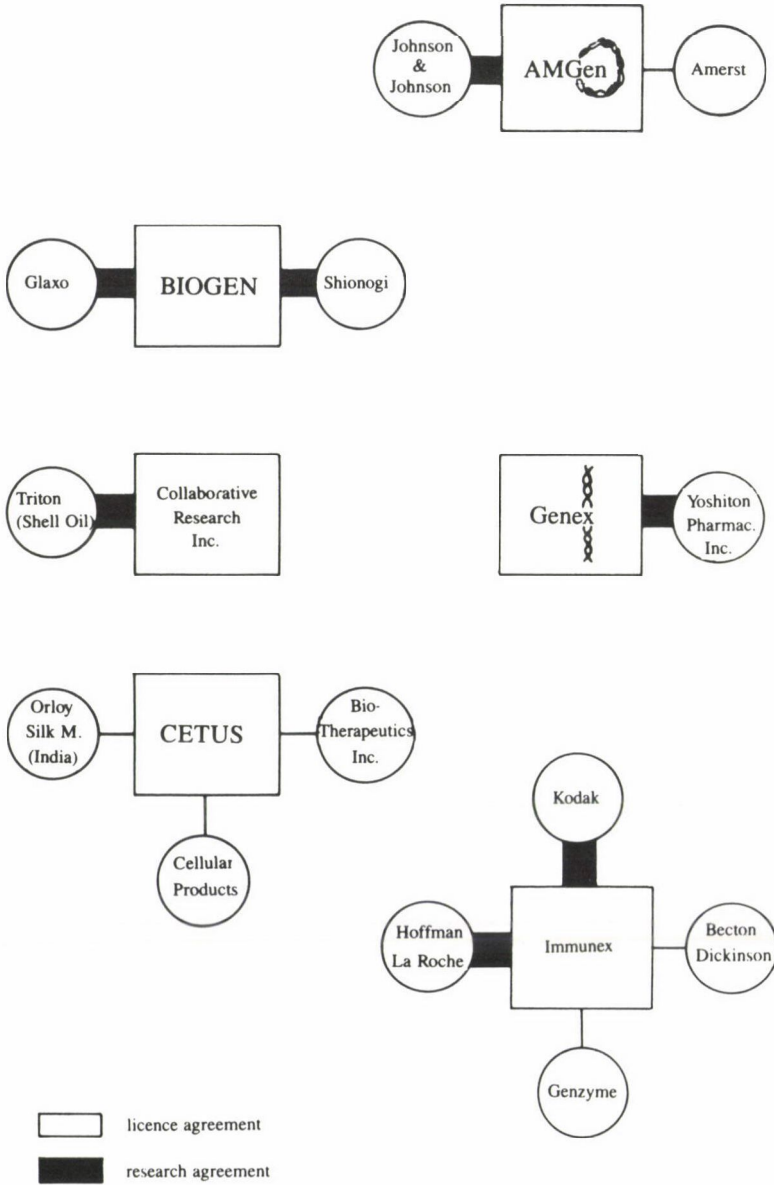 Johnson
&
Johnson
AMGen
Amerst
Glaxo
BIOGEN
Shionogi
Triton
(Shell Oil)
Collaborative
Research
Inc.
Genex
Yoshiton
Pharmac.
Inc.
Orloy
Silk M.
(India)
CETUS
Bio-
Therapeutics
Inc.
Cellular
Products
Kodak
Hoffman
La Roche
Immunex
Becton
Dickinson
Genzyme
licence agreement
research agreement